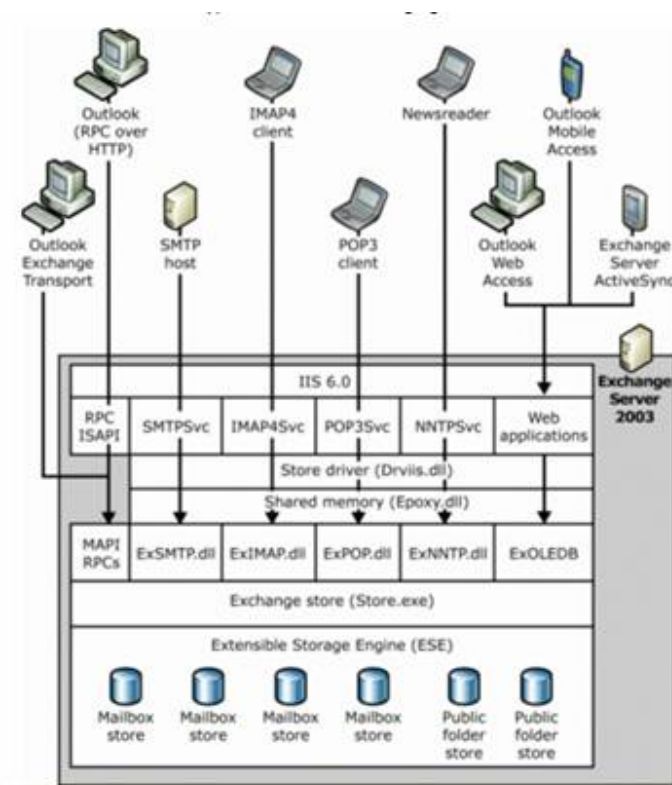 Outlook
(RPC over
HTTP)
IMAP4
client
Newsreader
Outlook
Mobile
Access
Outlook
Exchange
Transport
SMTP
host
POP3
client
Outlook
Web
Access
Exchange
Server
ActiveSync
IIS 6.0
Exchange
Server
2003
RPC
ISAPI
SMTPSvc
IMAP4Svc
POP3Svc
NNTPSvc
Web
applications
Store driver (Drviis.dll)
Shared memory (Epoxy.dll)
MAPI
RPCs
ExSMTP.dll
ExIMAP.dll
ExPOP.dll
ExNNTP.dll
ExOLEDB
Exchange store (Store.exe)
Extensible Storage Engine (ESE)
Mailbox
store
Mailbox
store
Mailbox
store
Mailbox
store
Public
folder
store
Public
folder
store